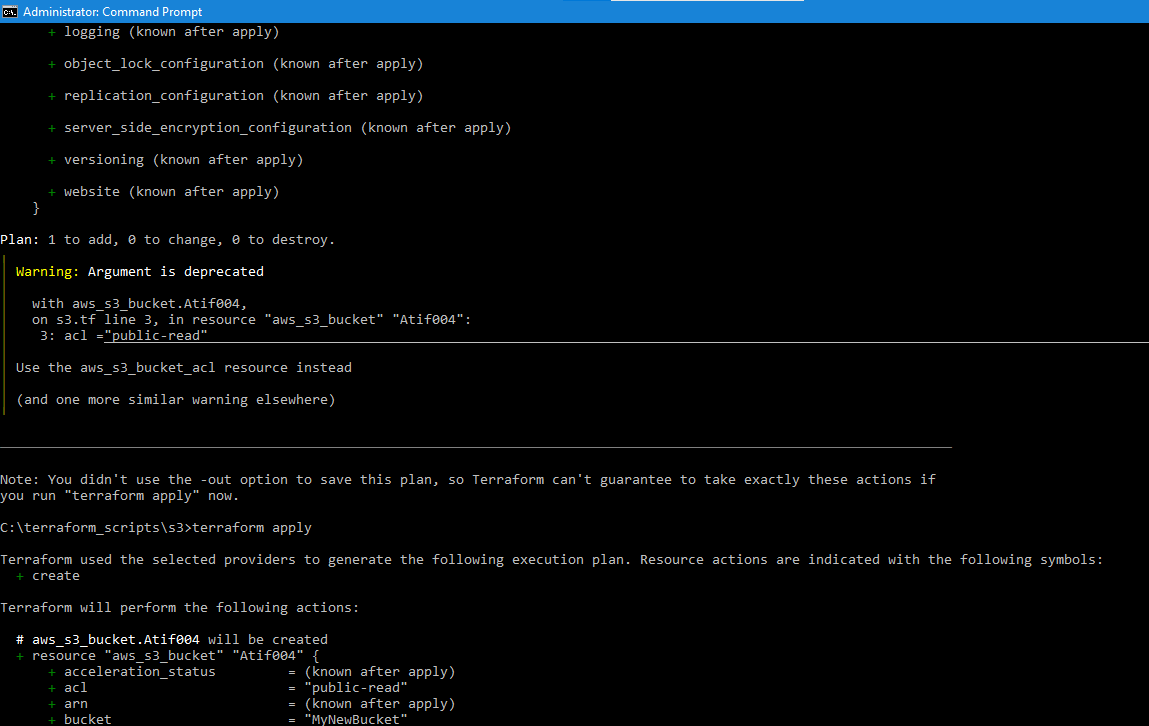 Administrator: Command Prompt
+ logging (known after apply)
+ object_lock_configuration (known after apply)
+ replication_configuration (known after apply)
+ server_side_encryption_configuration (known after apply)
+ versioning (known after apply)
+ website (known after apply)
}
Plan: 1 to add, 0 to change, 0 to destroy.
Warning: Argument is deprecated
with aws_s3_bucket.Atif004,
on s3.tf line 3, in resource "aws_s3_bucket" "Atif004":
3: acl ="public-read"
Use the aws_s3_bucket_acl resource instead
(and one more similar warning elsewhere)
Note: You didn't use the -out option to save this plan, so Terraform can't guarantee to take exactly these actions if
you run "terraform apply" now.
C:\terraform_scripts\s3>terraform apply
Terraform used the selected providers to generate the following execution plan. Resource actions are indicated with the following symbols:
+ create
Terraform will perform the following actions:
# aws_s3_bucket.Atif004 will be created
+ resource "aws_s3_bucket" "Atif004" {
+ acceleration_status = (known after apply)
+ acl = "public-read"
+ arn = (known after apply)
+ bucket = "MyNewBucket"